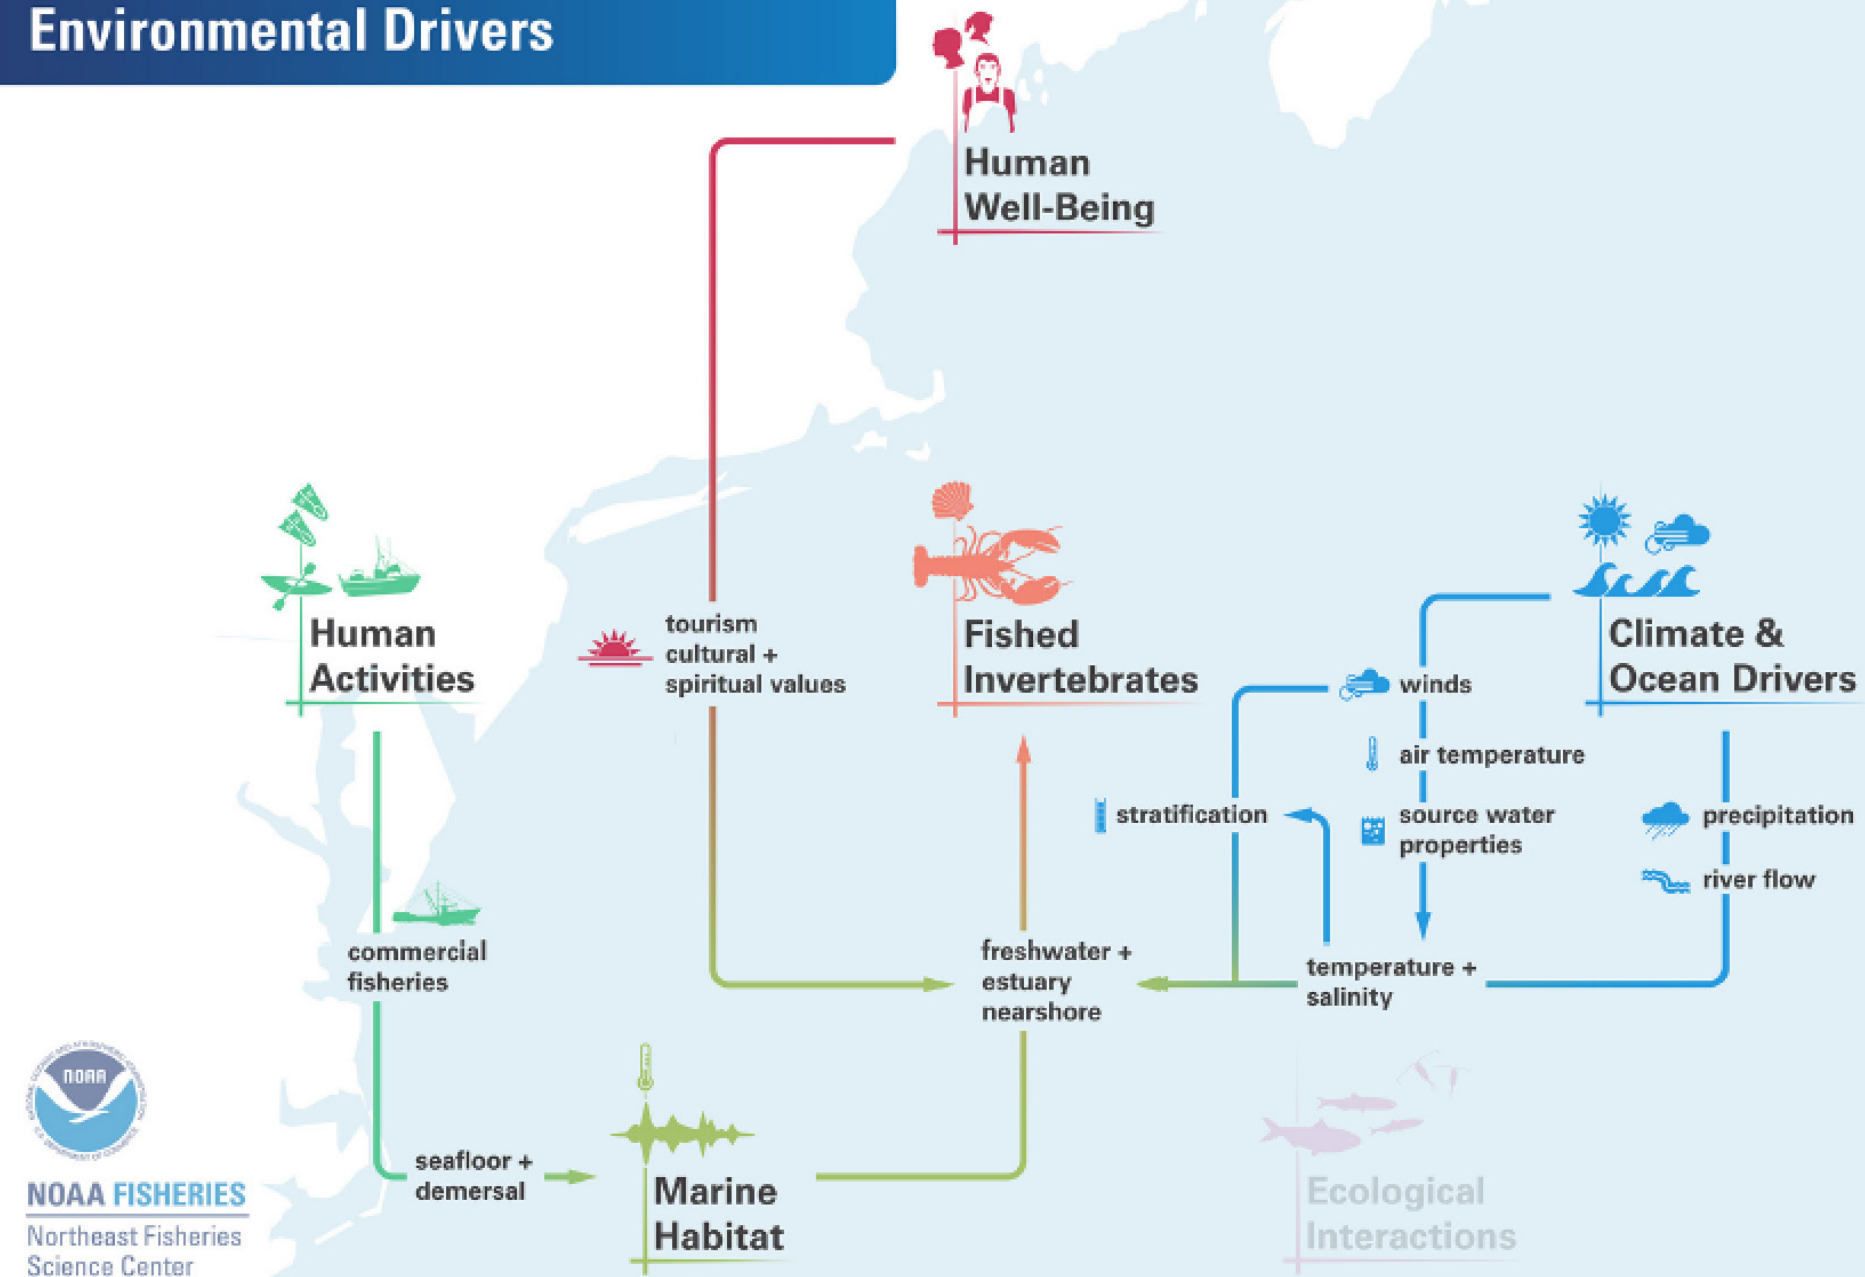 Environmental Drivers
Human
Well-Being
Human
Activities
tourism
cultural +
spiritual values
Fished
Invertebrates
Climate &
Ocean Drivers
winds
air temperature
stratification
source water
properties
precipitation
river flow
commercial
fisheries
freshwater +
estuary
nearshore
temperature +
salinity
seafloor +
demersal
Marine
Habitat
Ecological
Interactions
NOAA
NOAA FISHERIES
Northeast Fisheries
Science Center